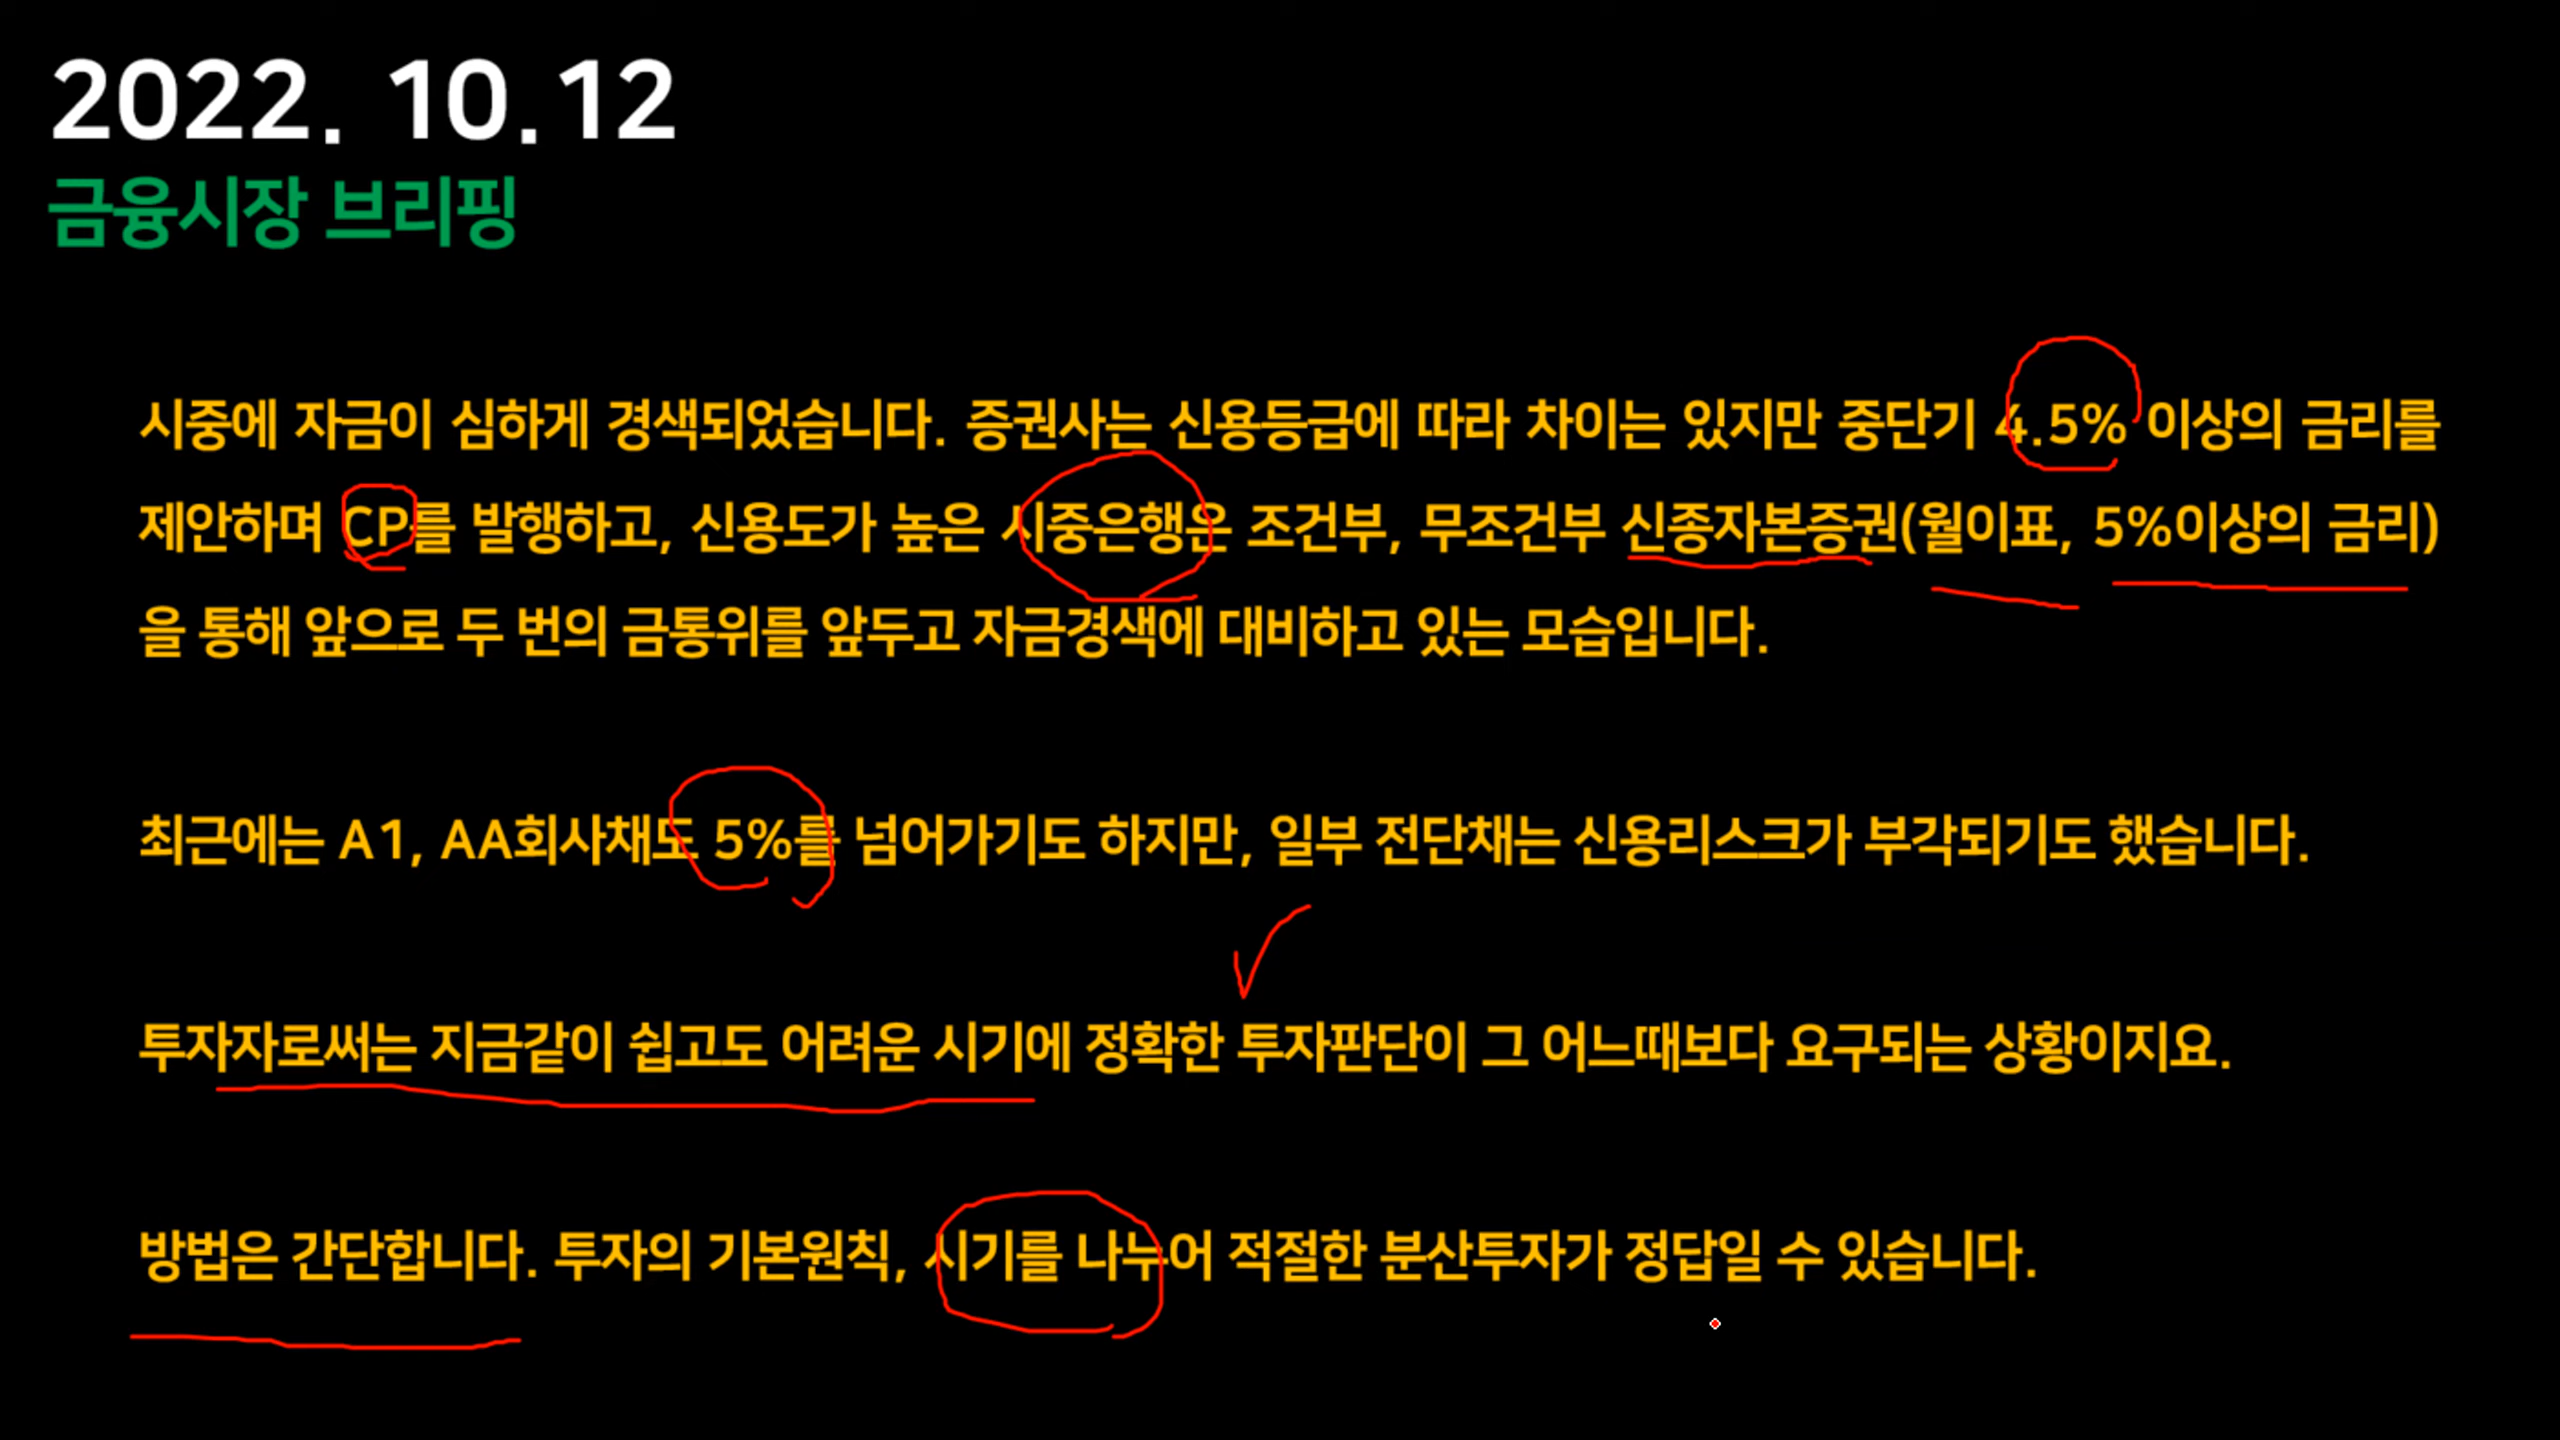 2022. 10.12
금융시장 브리핑
시중에 자금이 심하게 경색되었습니다. 증권사는 신용등급에 따라 차이는 있지만 중단기 4.5% 이상의 금리를
제안하며 CP를 발행하고, 신용도가 높은 시중은행은 조건부, 무조건부 신종자본증권(월이표, 5%이상의 금리)
을 통해 앞으로 두 번의 금통위를 앞두고 자금경색에 대비하고 있는 모습입니다.
최근에는 A1, AA회사채도 5%를 넘어가기도 하지만, 일부 전단채는 신용리스크가 부각되기도 했습니다.
투자자로써는 지금같이 쉽고도 어려운 시기에 정확한 투자판단이 그 어느때보다 요구되는 상황이지요.
방법은 간단합니다. 투자의 기본원칙, 시기를 나누어 적절한 분산투자가 정답일 수 있습니다.